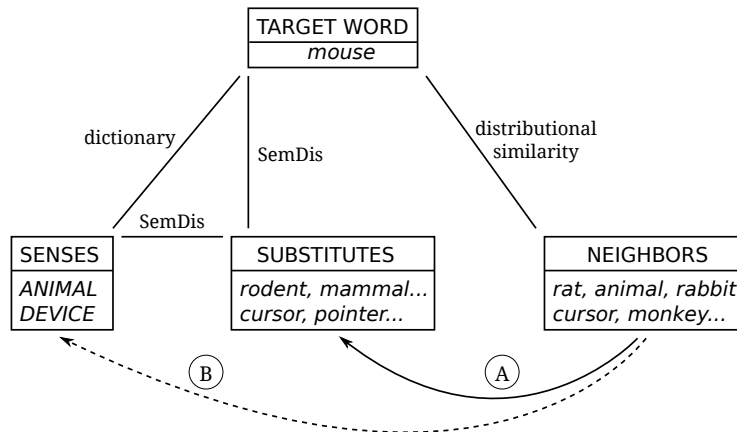 TARGET WORD
mouse
dictionary
SemDis
distributional
similarity
SemDis
SENSES
ANIMAL
DEVICE
SUBSTITUTES
rodent, mammal...
cursor, pointer...
NEIGHBORS
rat, animal, rabbit
cursor, monkey...
B
A